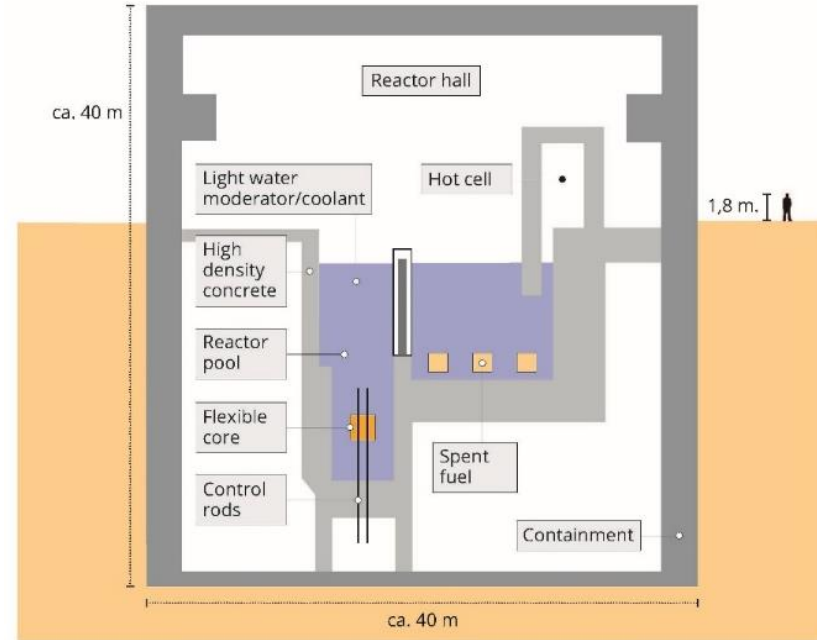 Reactor hall
ca. 40 m
Light water
moderator/coolant
Hot cell
1,8 m.
High
density
concrete
Reactor
pool
Flexible
core
Spent
fuel
Control
rods
Containment
ca. 40 m